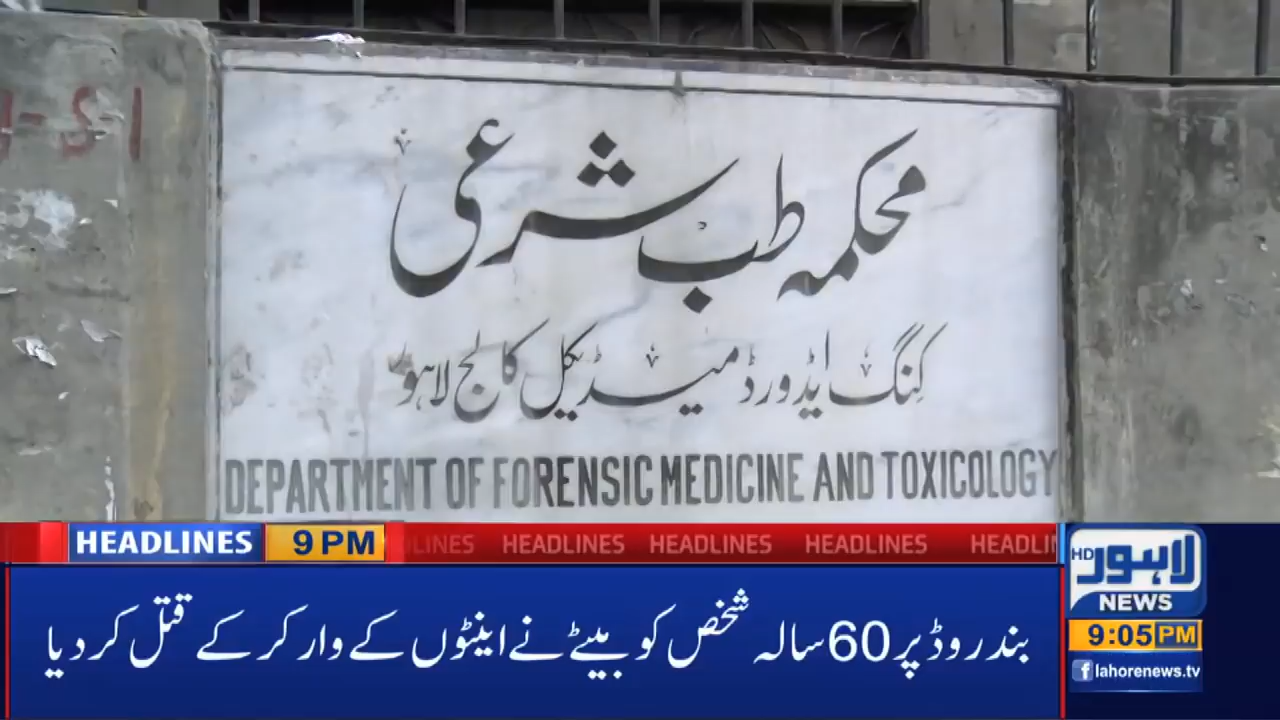 محکمہ طب شرعی
کنگ ایڈورڈ میڈیکل کالج لاہور
DEPARTMENT OF FORENSIC MEDICINE AND TOXICOLOGY
HEADLINES 9 PM
HEADLINES HEADLINES HEADLINES
بندروڈ پر 60 سالہ شخص کو بیٹے نے اینٹوں کے وار کر کے قتل کر دیا
لاہور HD
NEWS
9:05 PM
lahorenews.tv